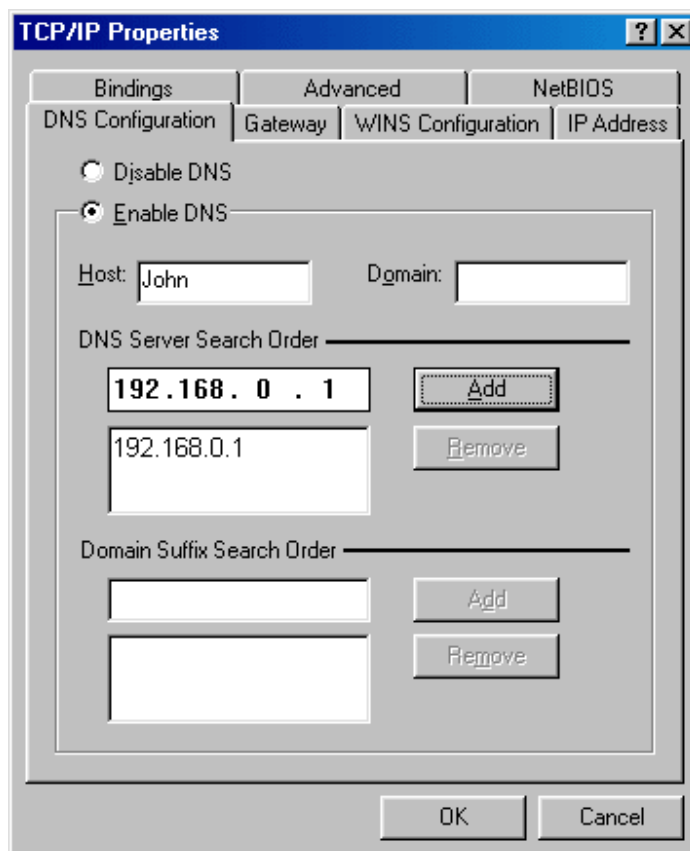 TCP/IP Properties
Bindings Advanced NetBIOS
DNS Configuration Gateway WINS Configuration IP Address
Disable DNS
Enable DNS
Host: John Domain:
DNS Server Search Order
192.168. 0 . 1 Add
192.168.0.1 Remove
Domain Suffix Search Order
Add
Remove
OK Cancel